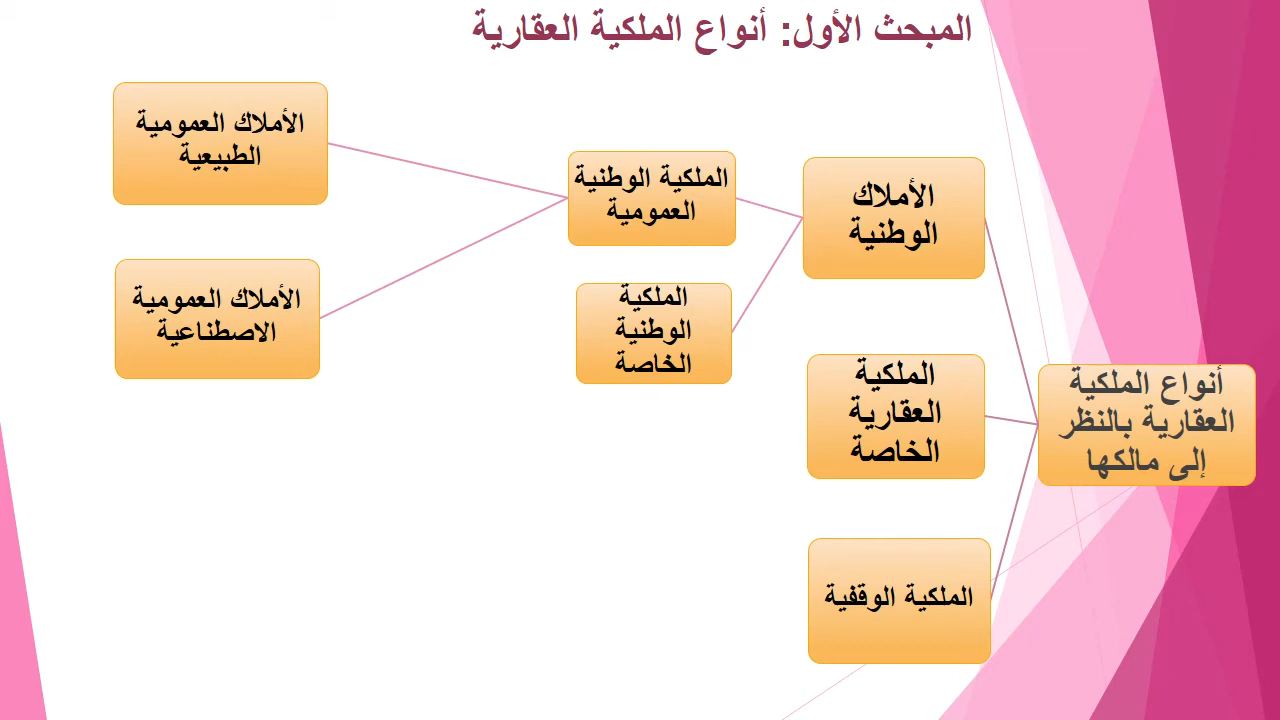 المبحث الأول: أنواع الملكية العقارية
أنواع الملكية
العقارية بالنظر
إلى مالكها
الأملاك
الوطنية
الملكية الوطنية
العمومية
الأملاك العمومية
الطبيعية
الأملاك العمومية
الاصطناعية
الملكية
الوطنية
الخاصة
الملكية
العقارية
الخاصة
الملكية الوقفية